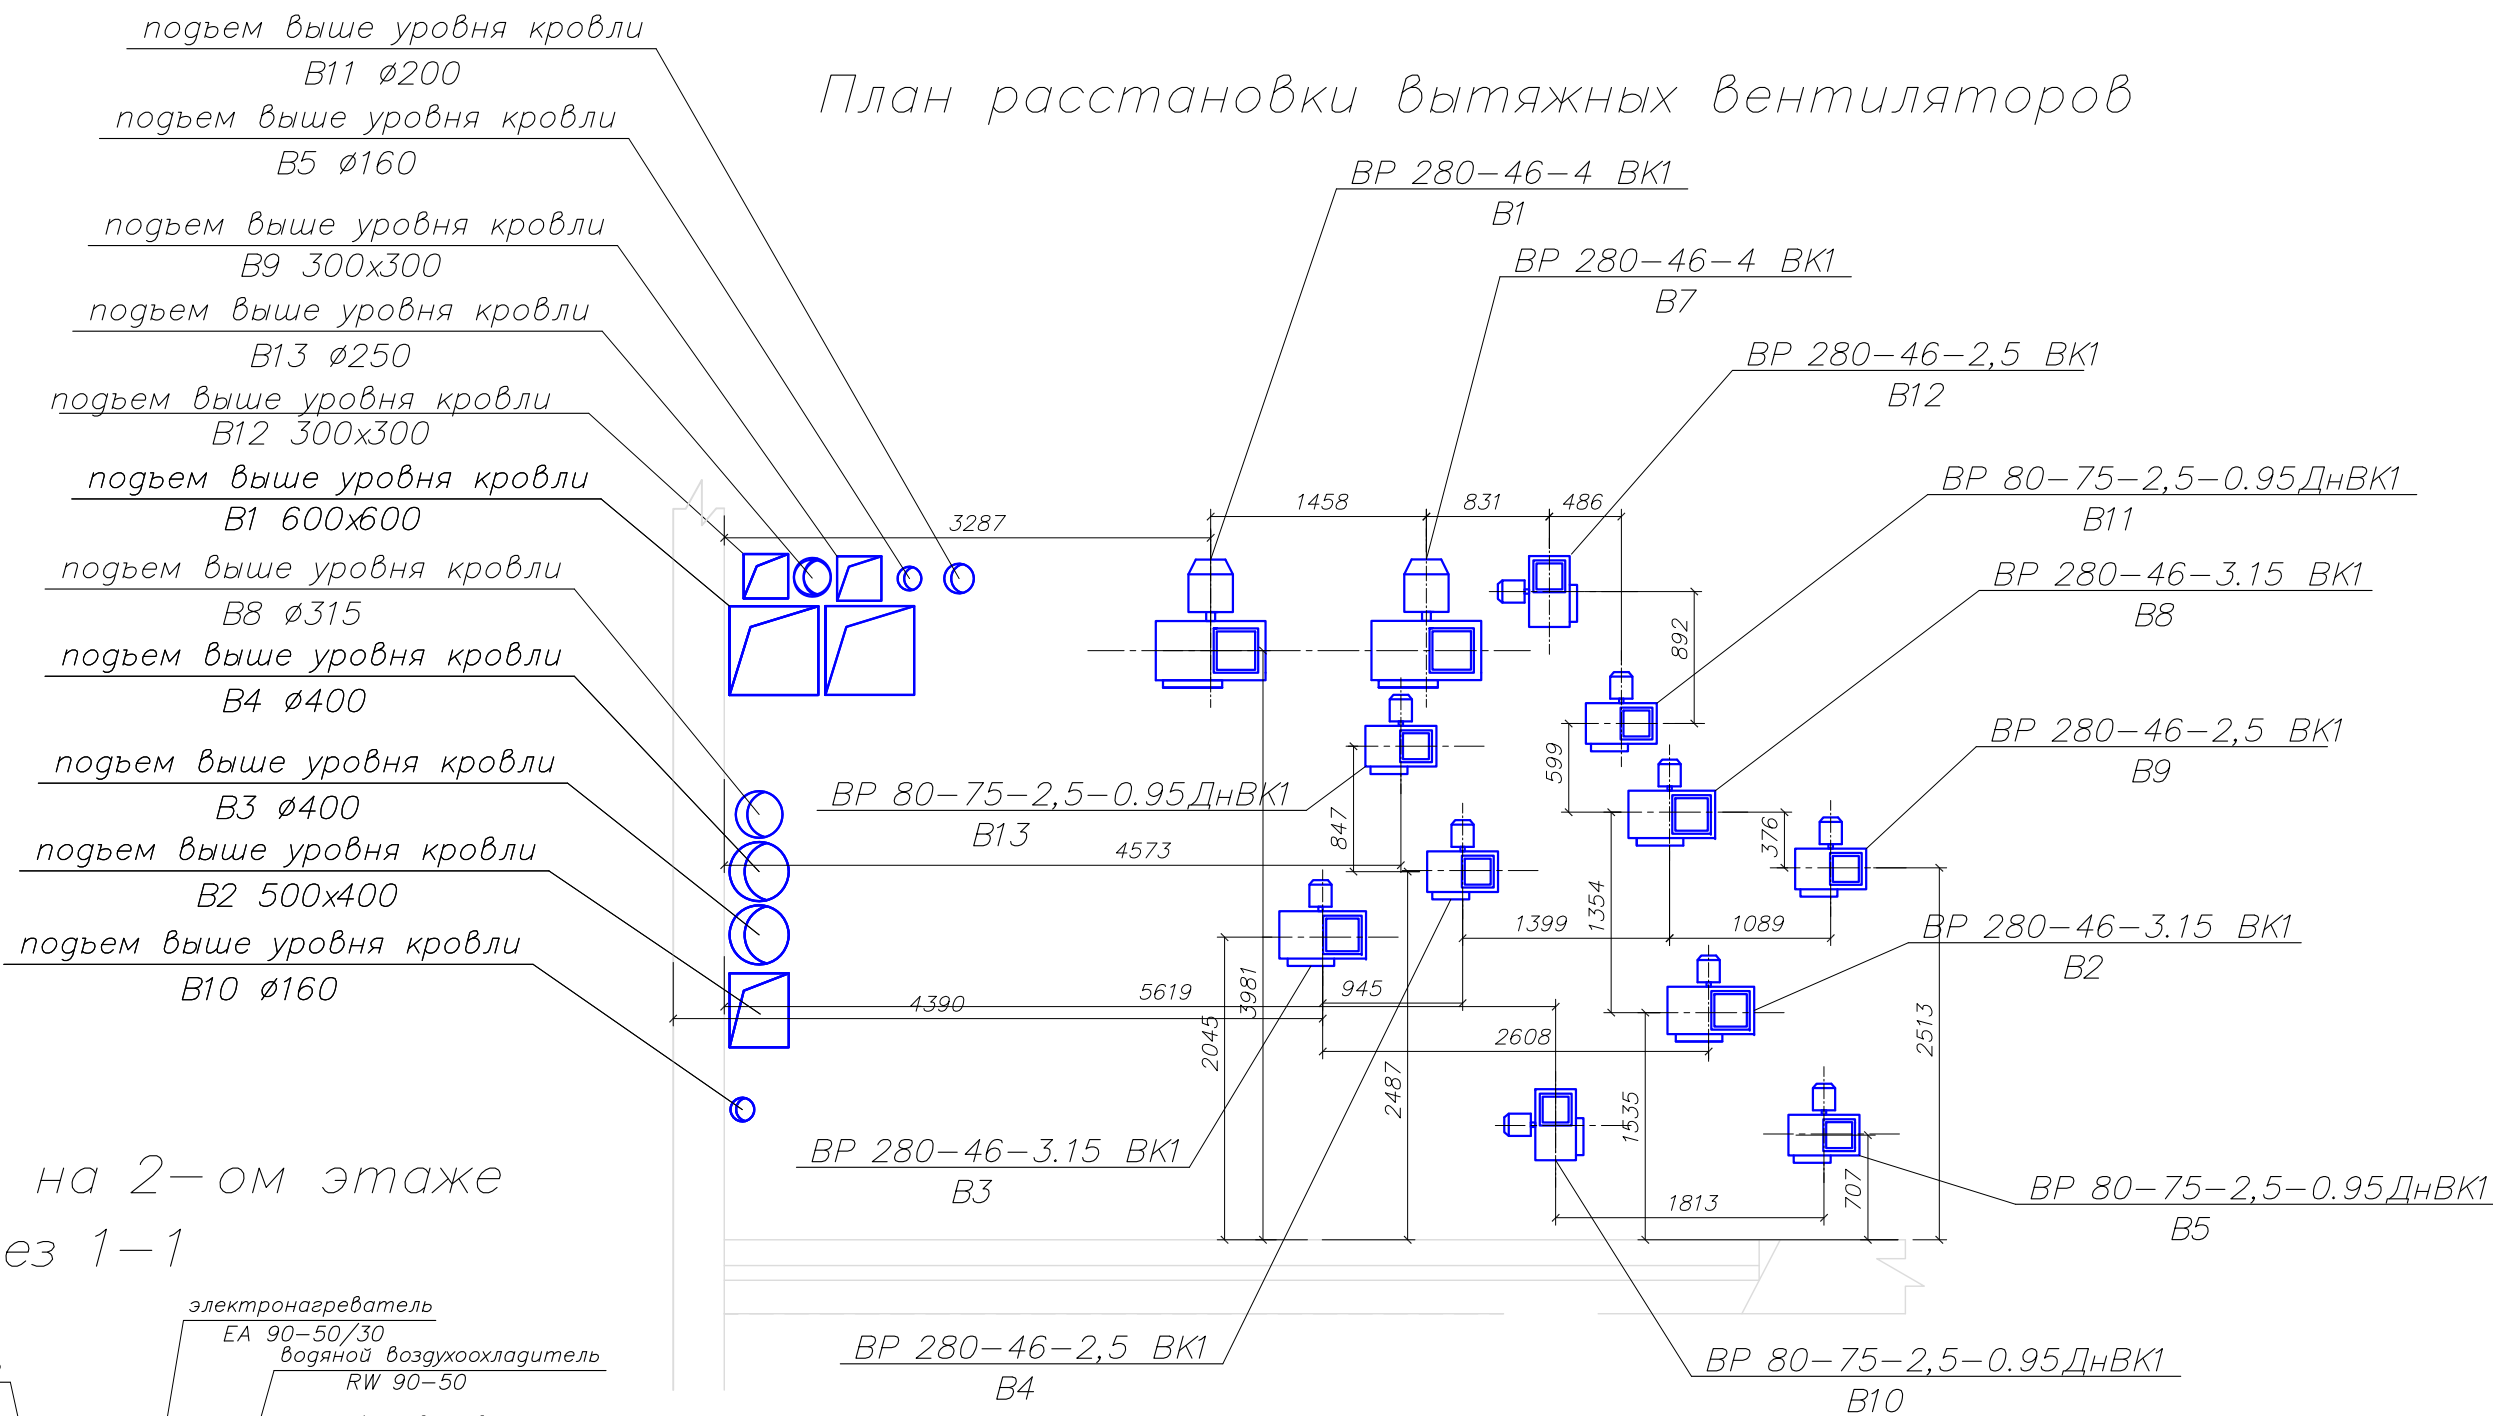 План расстановки вытяжных вентиляторов
подъем выше уровня кровли
В11 ø200
подъем выше уровня кровли
В5 ø160
подъем выше уровня кровли
В9 300х300
подъем выше уровня кровли
В13 ø250
подъем выше уровня кровли
В12 300х300
подъем выше уровня кровли
В1 600х600
подъем выше уровня кровли
В8 ø315
подъем выше уровня кровли
В4 ø400
подъем выше уровня кровли
В3 ø400
подъем выше уровня кровли
В2 500х400
подъем выше уровня кровли
В10 ø160
ВР 280-46-4 ВК1
В1
ВР 280-46-4 ВК1
В7
ВР 280-46-2,5 ВК1
В12
ВР 80-75-2,5-0.95ДнВК1
В11
ВР 280-46-3.15 ВК1
В8
ВР 280-46-2,5 ВК1
В9
ВР 80-75-2,5-0.95ДнВК1
В13
ВР 280-46-3.15 ВК1
В2
ВР 280-46-3.15 ВК1
В3
ВР 80-75-2,5-0.95ДнВК1
В5
ВР 280-46-2,5 ВК1
В4
ВР 80-75-2,5-0.95ДнВК1
В10
3287
1458
831
486
892
599
847
376
4573
1354
1399
1089
945
5619
4390
3981
2045
2487
2608
2513
1535
707
1813
на 2-ом этаже
ез 1-1
электронагреватель
ЕА 90-50/30
водяной воздухоохладитель
RW 90-50